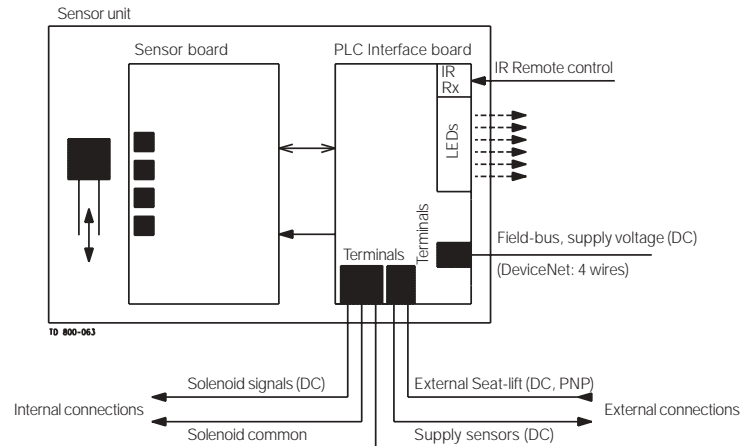 Sensor unit
Sensor board
PLC Interface board
IR
Rx
IR Remote control
LEDs
Terminals
Field-bus, supply voltage (DC)
(DeviceNet: 4 wires)
Terminals
TD 800-063
Solenoid signals (DC)
External Seat-lift (DC, PNP)
Internal connections
External connections
Solenoid common
Supply sensors (DC)